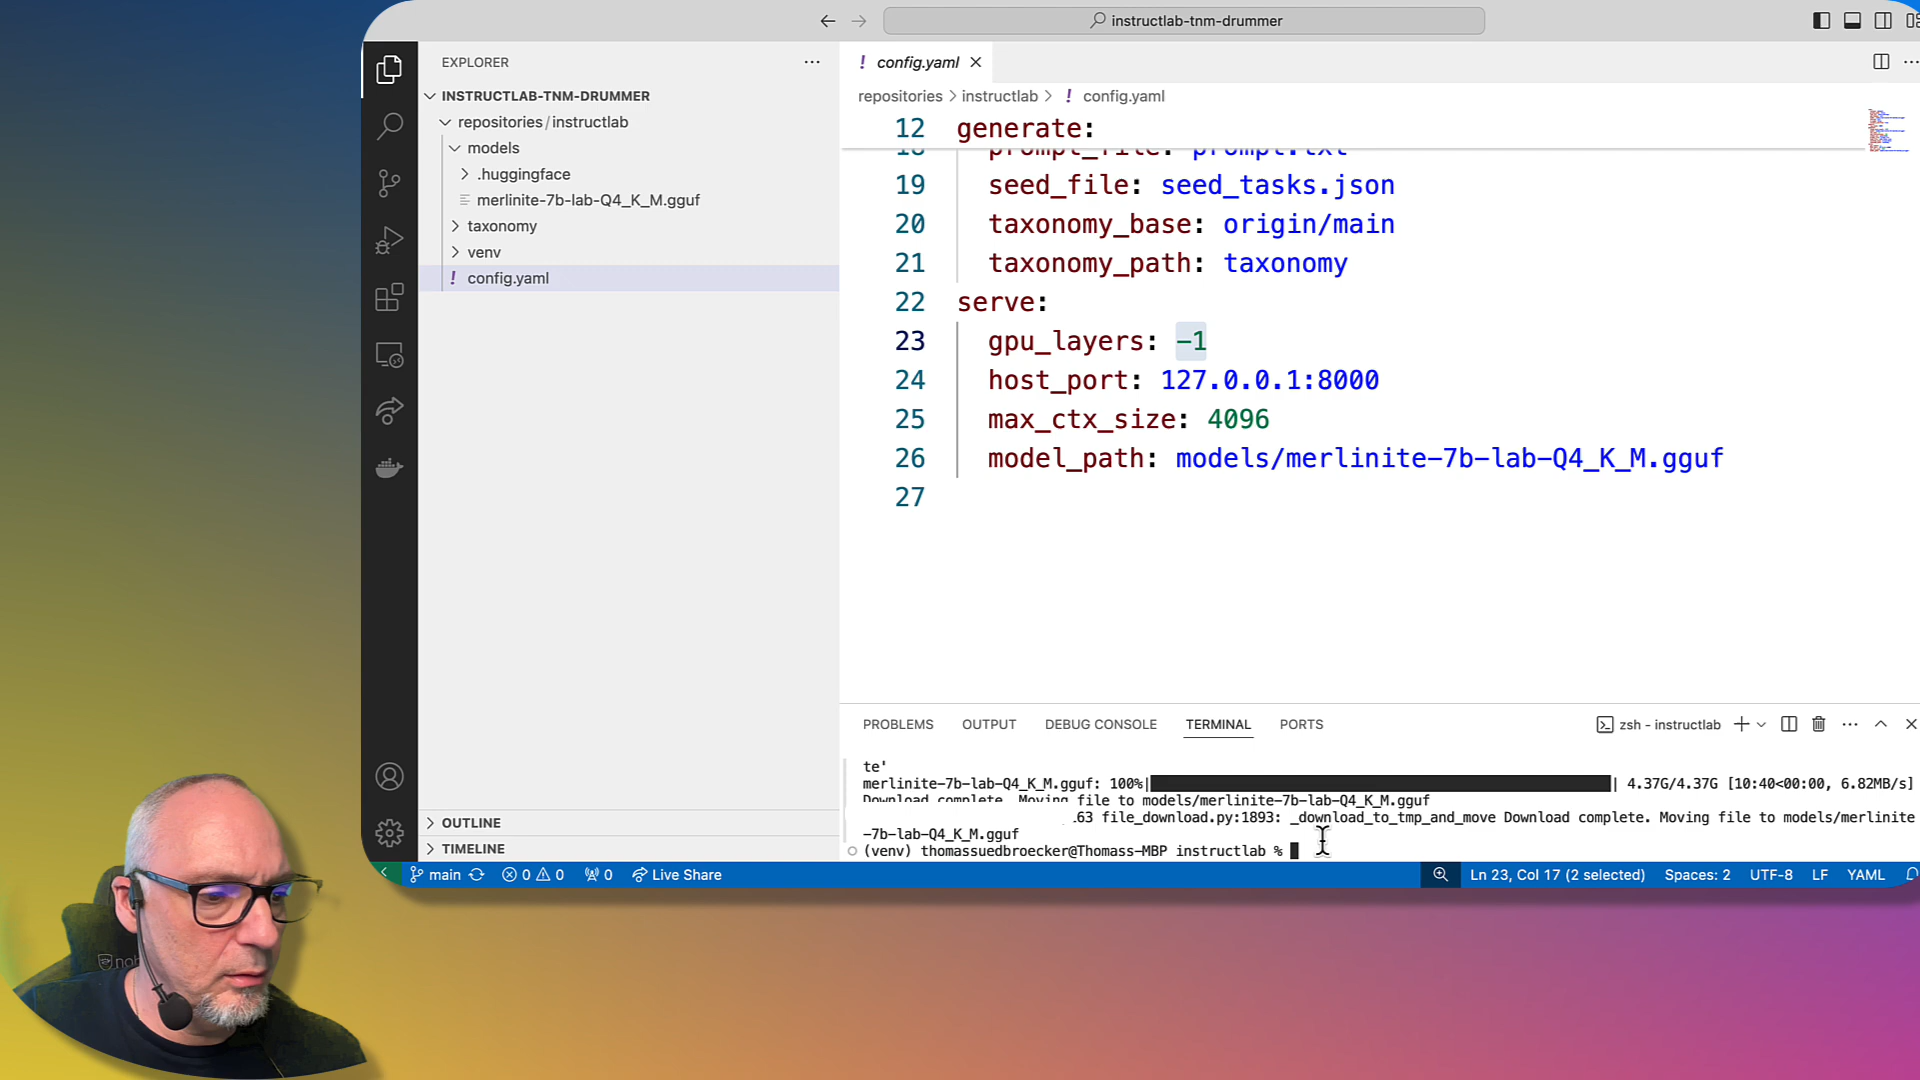 instructlab-tnm-drummer
EXPLORER
INSTRUCTLAB-TNM-DRUMMER
repositories / instructlab
models
.huggingface
merlinite-7b-lab-Q4_K_M.gguf
taxonomy
venv
! config.yaml
OUTLINE
TIMELINE
! config.yaml
repositories > instructlab > ! config.yaml
12 generate:
18 prompt_file: prompt.txt
19 seed_file: seed_tasks.json
20 taxonomy_base: origin/main
21 taxonomy_path: taxonomy
22 serve:
23 gpu_layers: -1
24 host_port: 127.0.0.1:8000
25 max_ctx_size: 4096
26 model_path: models/merlinite-7b-lab-Q4_K_M.gguf
27
PROBLEMS OUTPUT DEBUG CONSOLE TERMINAL PORTS
zsh - instructlab
te'
merlinite-7b-lab-Q4_K_M.gguf: 100%| | 4.37G/4.37G [10:40<00:00, 6.82MB/s]
Download complete. Moving file to models/merlinite-7b-lab-Q4_K_M.gguf
.63 file_download.py:1893: _download_to_tmp_and_move Download complete. Moving file to models/merlinite
-7b-lab-Q4_K_M.gguf
(venv) thomassuedbroecker@Thomass-MBP instructlab %
main 0 0 0 Live Share
Ln 23, Col 17 (2 selected) Spaces: 2 UTF-8 LF YAML